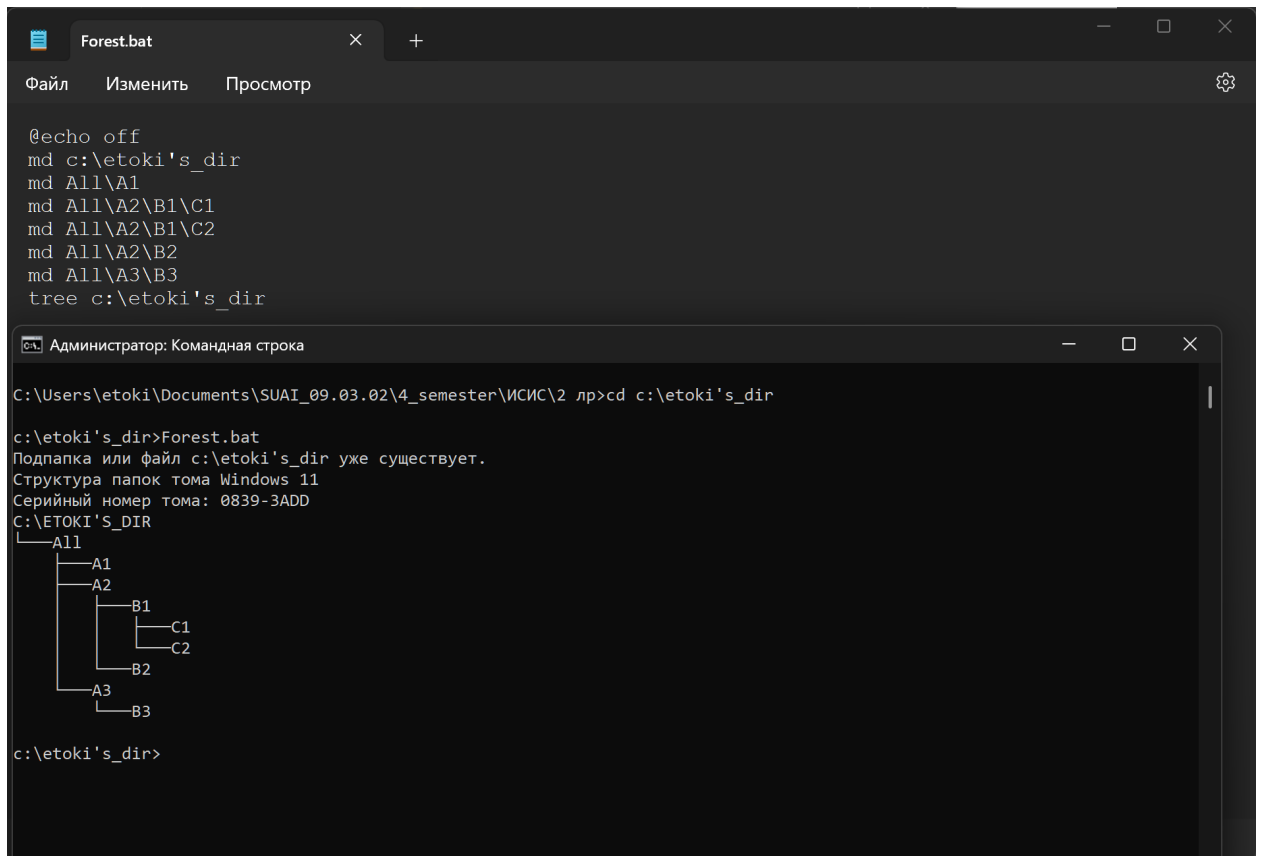 Forest.bat
Файл Изменить Просмотр
@echo off
md c:\etoki's_dir
md All\A1
md All\A2\B1\C1
md All\A2\B1\C2
md All\A2\B2
md All\A3\B3
tree c:\etoki's_dir
Администратор: Командная строка
C:\Users\etoki\Documents\SUAI_09.03.02\4_semester\ИСИС\2 лр>cd c:\etoki's_dir
c:\etoki's_dir>Forest.bat
Подпапка или файл c:\etoki's_dir уже существует.
Структура папок тома Windows 11
Серийный номер тома: 0839-3ADD
C:\ETOKI'S_DIR
└───All
    ├───A1
    ├───A2
    │   ├───B1
    │   │   ├───C1
    │   │   └───C2
    │   └───B2
    └───A3
        └───B3
c:\etoki's_dir>